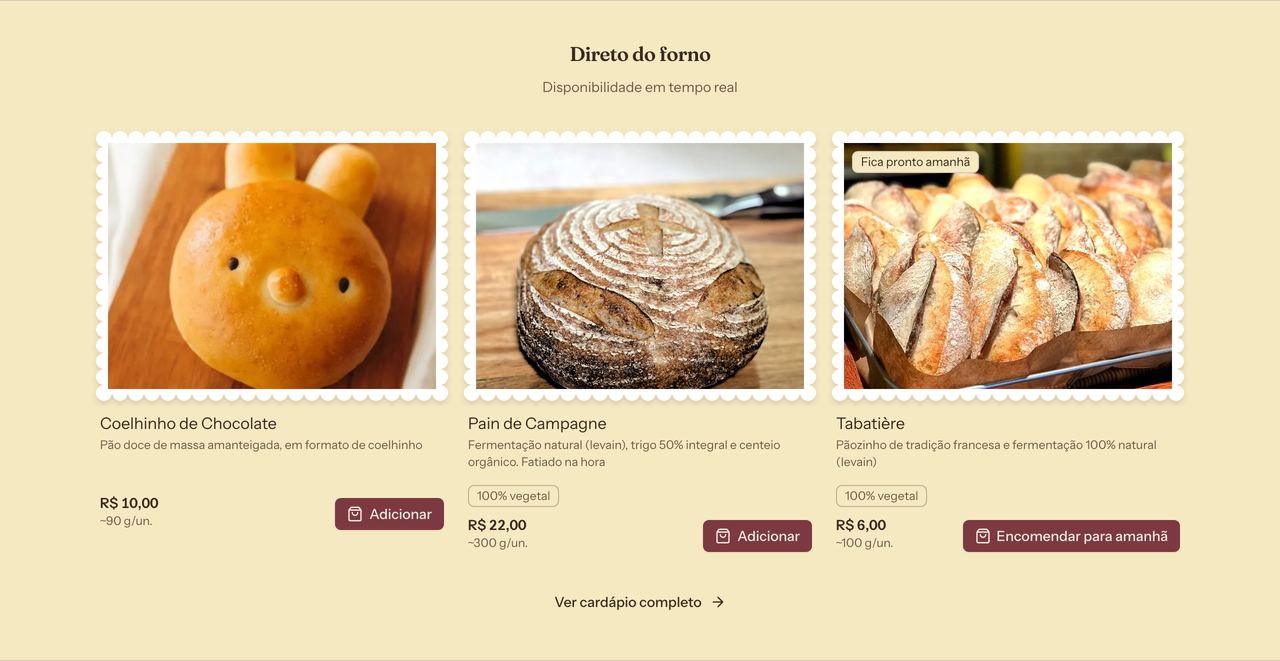 Direto do forno
Disponibilidade em tempo real
Fica pronto amanhã
Coelhinho de Chocolate
Pão doce de massa amanteigada, em formato de coelhinho
R$ 10,00
~90 g/un.
Adicionar
Pain de Campagne
Fermentação natural (levain), trigo 50% integral e centeio
orgânico. Fatiado na hora
100% vegetal
R$ 22,00
~300 g/un.
Adicionar
Tabatière
Pãozinho de tradição francesa e fermentação 100% natural
(levain)
100% vegetal
R$ 6,00
~100 g/un.
Encomendar para amanhã
Ver cardápio completo